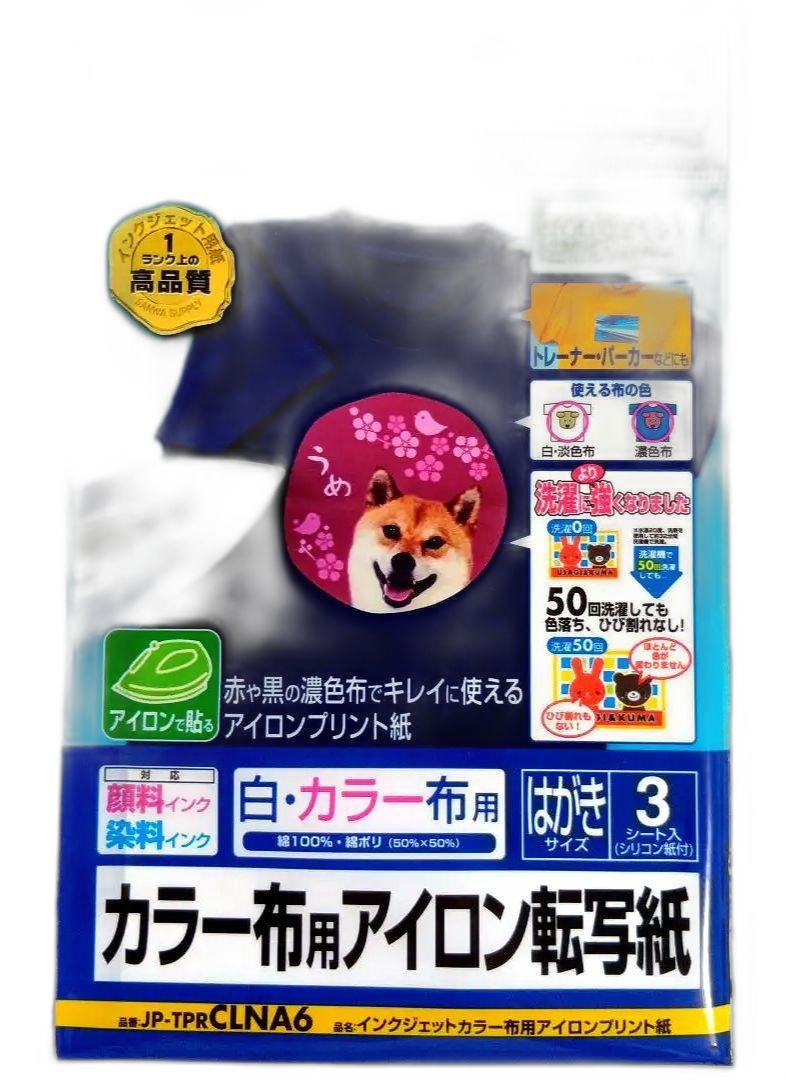 インクジェット用紙
1
ランク上の
高品質
SANWA SUPPLY
トレーナー・パーカーなどにも
使える布の色
白・淡色布
濃色布
うめ
より
洗濯に強くなりました
洗濯0回
USAGI&KUMA
洗濯機で
50回洗濯
しても…
50回洗濯しても
色落ち、ひび割れなし!
洗濯50回
ほとんど
色が
変わりません
ひび割れも
ない!
USAGI&KUMA
アイロンで貼る
赤や黒の濃色布でキレイに使える
アイロンプリント紙
対応
顔料インク
染料インク
白・カラー布用
綿100%・綿ポリ(50%×50%)
はがき
サイズ
3
シート入
(シリコン紙付)
カラー布用アイロン転写紙
品番:JP-TPRCLNA6 品名:インクジェットカラー布用アイロンプリント紙